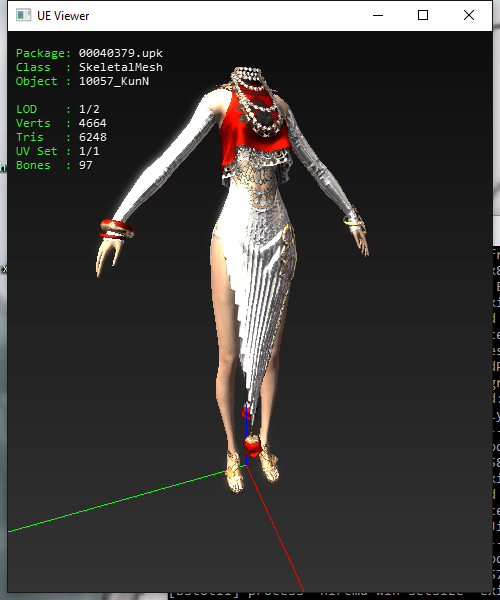 UE Viewer
Package: 00040379.upk
Class : SkeletalMesh
Object : 10057_KunN
LOD : 1/2
Verts : 4664
Tris : 6248
UV Set : 1/1
Bones : 97